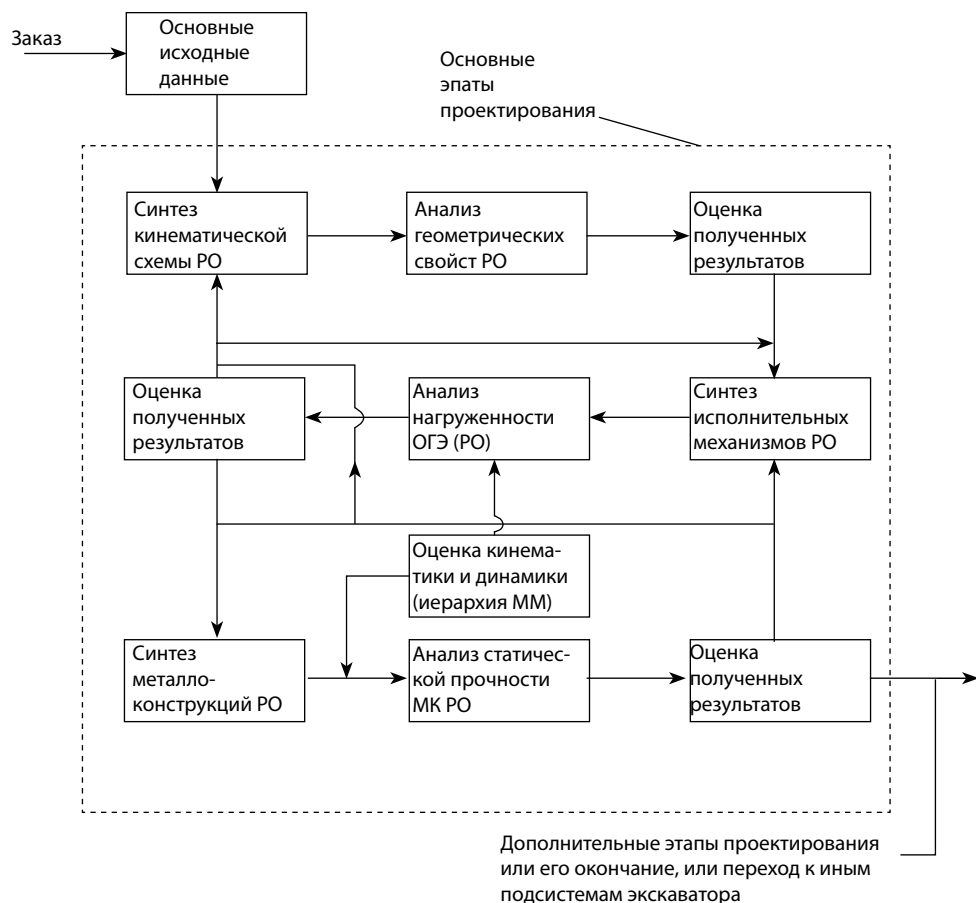 Заказ
Основные
исходные
данные
Основные
эпаты
проектирования
Синтез
кинематической
схемы РО
Анализ
геометрических
свойст РО
Оценка
полученных
результатов
Оценка
полученных
результатов
Анализ
нагруженности
ОГЭ (РО)
Синтез
исполнительных
механизмов РО
Оценка кинема-
тики и динамики
(иерархия ММ)
Синтез
металло-
конструкций РО
Анализ статичес-
кой прочности
МК РО
Оценка
полученных
результатов
Дополнительные этапы проектирования
или его окончание, или переход к иным
подсистемам экскаватора